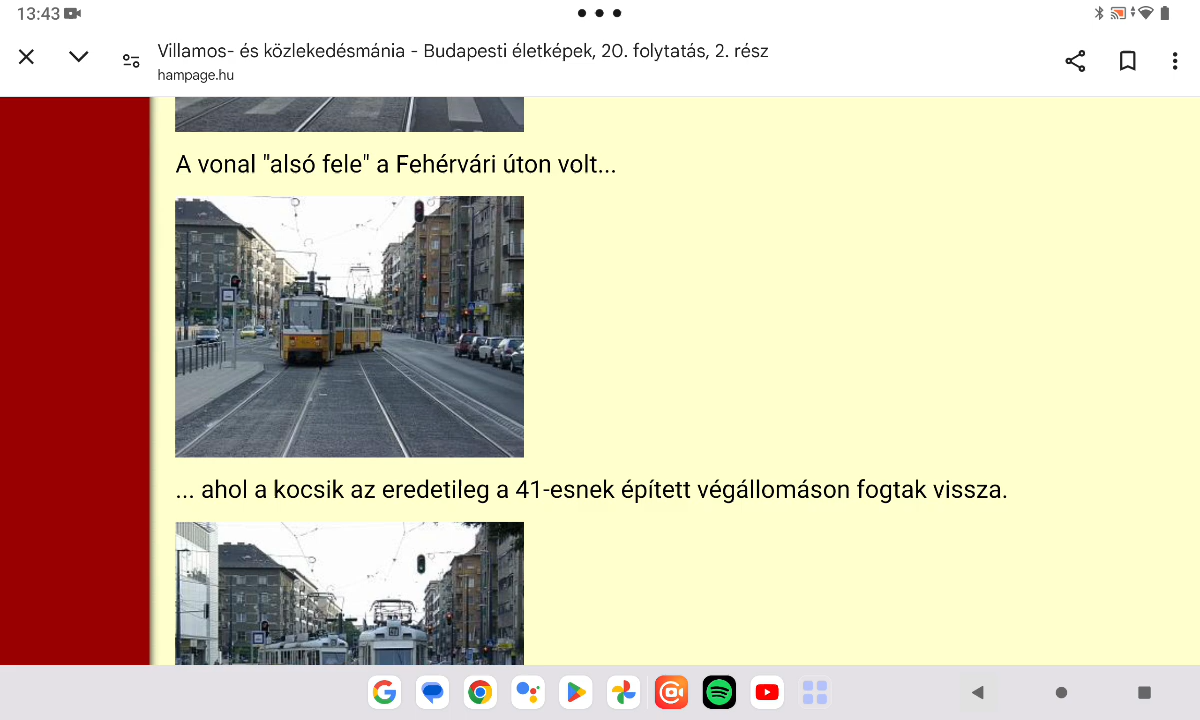 13:43
Villamos- és közlekedésmánia - Budapesti életképek, 20. folytatás, 2. rész
hampage.hu
A vonal "alsó fele" a Fehérvári úton volt...
... ahol a kocsik az eredetileg a 41-esnek épített végállomáson fogtak vissza.